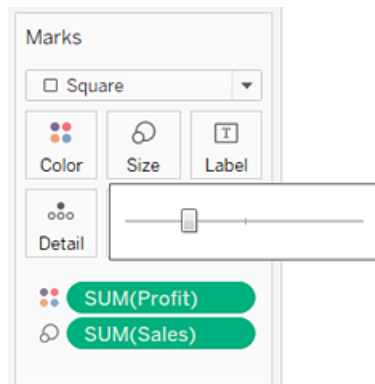 Marks
Square
Color Size Label
Detail
SUM(Profit)
SUM(Sales)